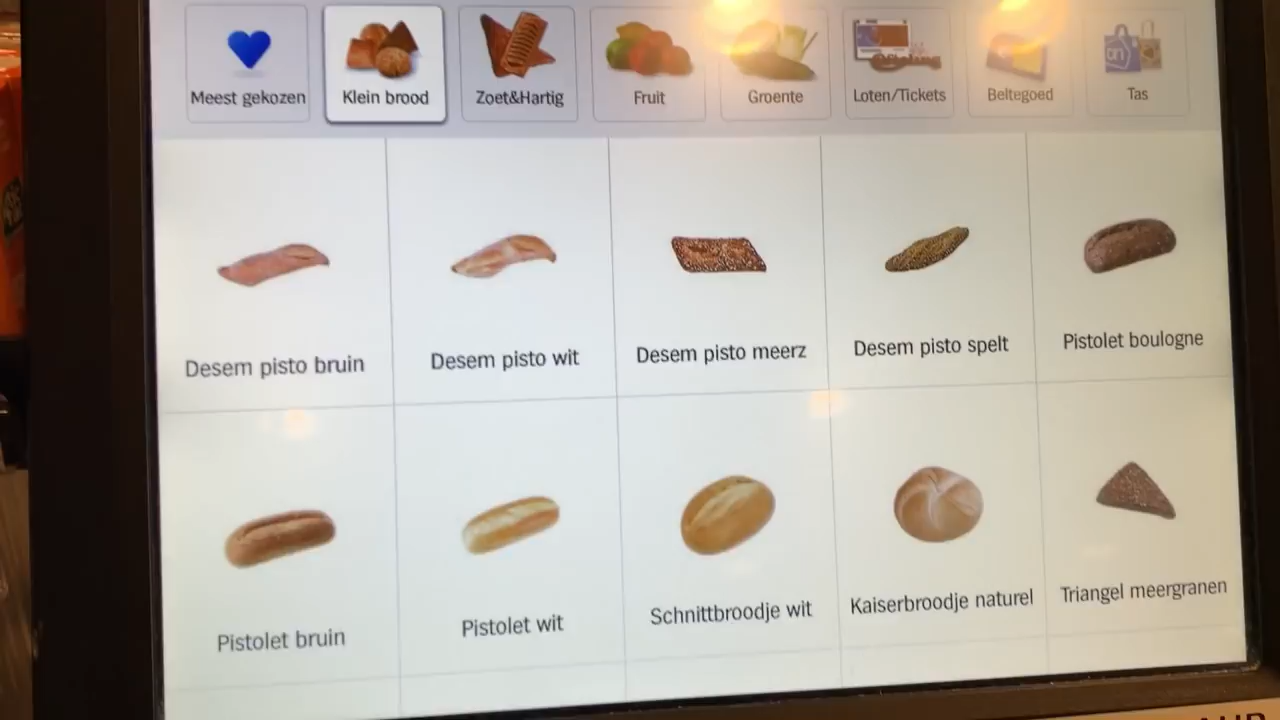 Meest gekozen
Klein brood
Zoet&Hartig
Fruit
Groente
Loten/Tickets
Beltegoed
Tas
Desem pisto bruin
Desem pisto wit
Desem pisto meerz
Desem pisto spelt
Pistolet boulogne
Pistolet bruin
Pistolet wit
Schnittbroodje wit
Kaiserbroodje naturel
Triangel meergranen